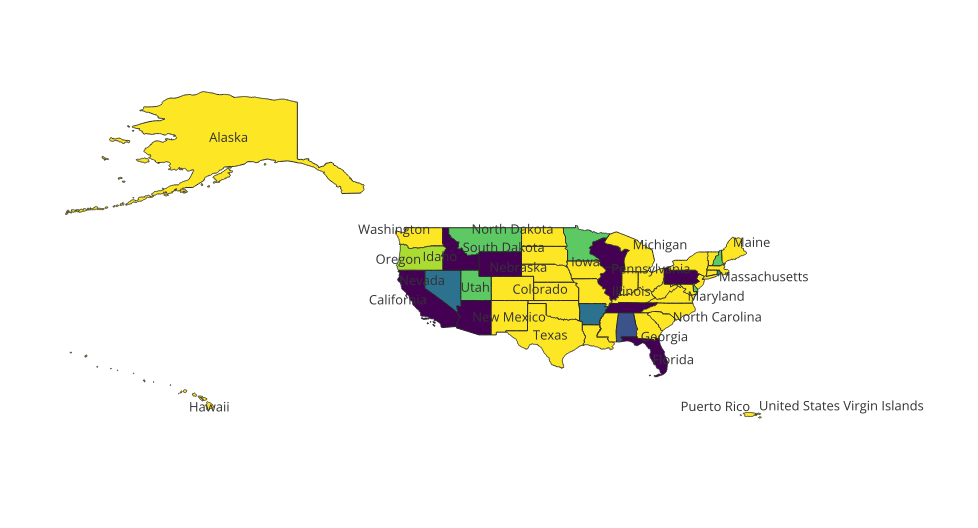 Alaska
Washington
North Dakota
Michigan
Maine
South Dakota
Oregon
Idaho
Iowa
Nebraska
Pennsylvania
Massachusetts
Nevada
Utah
Colorado
Illinois
Maryland
California
New Mexico
North Carolina
Texas
Georgia
Florida
Hawaii
Puerto Rico
United States Virgin Islands